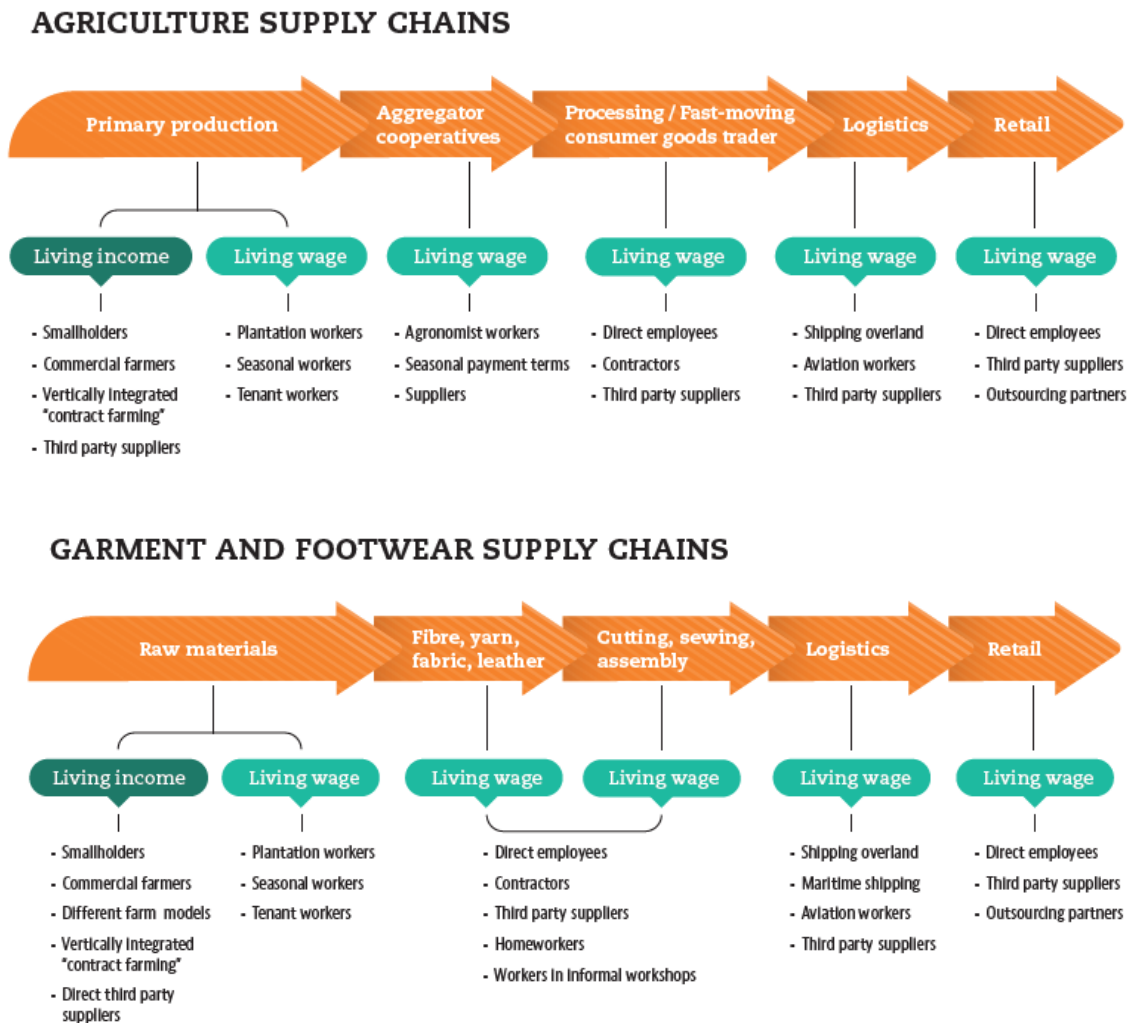 AGRICULTURE SUPPLY CHAINS
Primary production
Aggregator
cooperatives
Processing / Fast-moving
consumer goods trader
Logistics
Retail
Living income
- Smallholders
- Commercial farmers
- Vertically integrated
"contract farming"
- Third party suppliers
Living wage
- Plantation workers
- Seasonal workers
- Tenant workers
Living wage
- Agronomist workers
- Seasonal payment terms
- Suppliers
Living wage
- Direct employees
- Contractors
- Third party suppliers
Living wage
- Shipping overland
- Aviation workers
- Third party suppliers
Living wage
- Direct employees
- Third party suppliers
- Outsourcing partners
GARMENT AND FOOTWEAR SUPPLY CHAINS
Raw materials
Fibre, yarn,
fabric, leather
Cutting, sewing,
assembly
Logistics
Retail
Living income
- Smallholders
- Commercial farmers
- Different farm models
- Vertically integrated
"contract farming"
- Direct third party
suppliers
Living wage
- Plantation workers
- Seasonal workers
- Tenant workers
Living wage
Living wage
- Direct employees
- Contractors
- Third party suppliers
- Homeworkers
- Workers in informal workshops
Living wage
- Shipping overland
- Maritime shipping
- Aviation workers
- Third party suppliers
Living wage
- Direct employees
- Third party suppliers
- Outsourcing partners